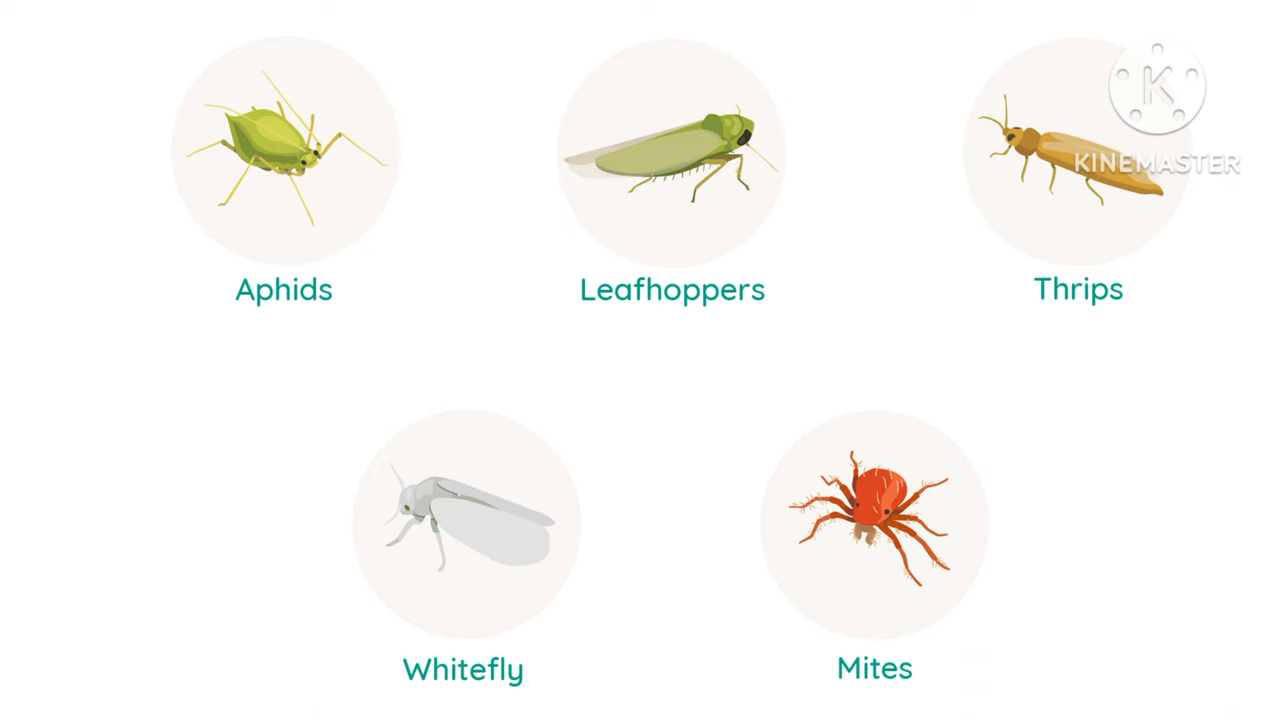 K
KINEMASTER
Aphids
Leafhoppers
Thrips
Whitefly
Mites